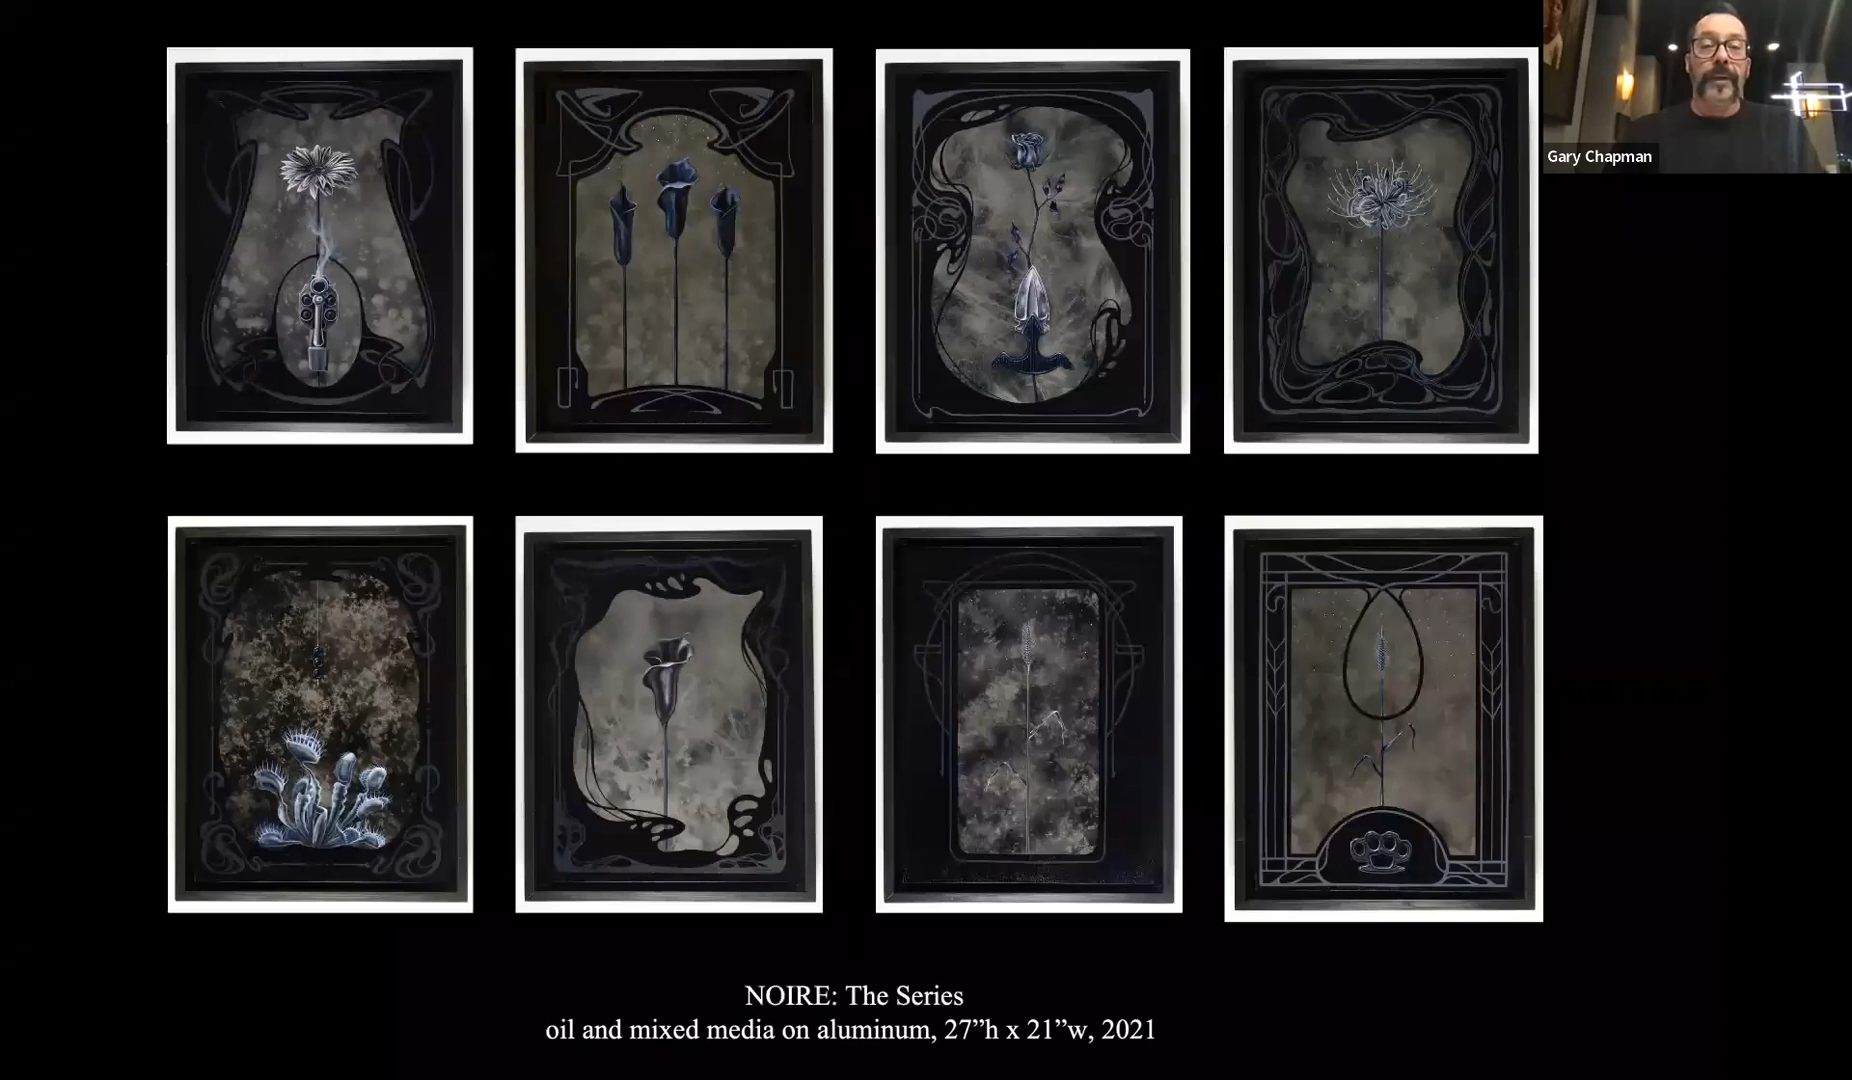 Gary Chapman
NOIRE: The Series
oil and mixed media on aluminum, 27”h x 21”w, 2021